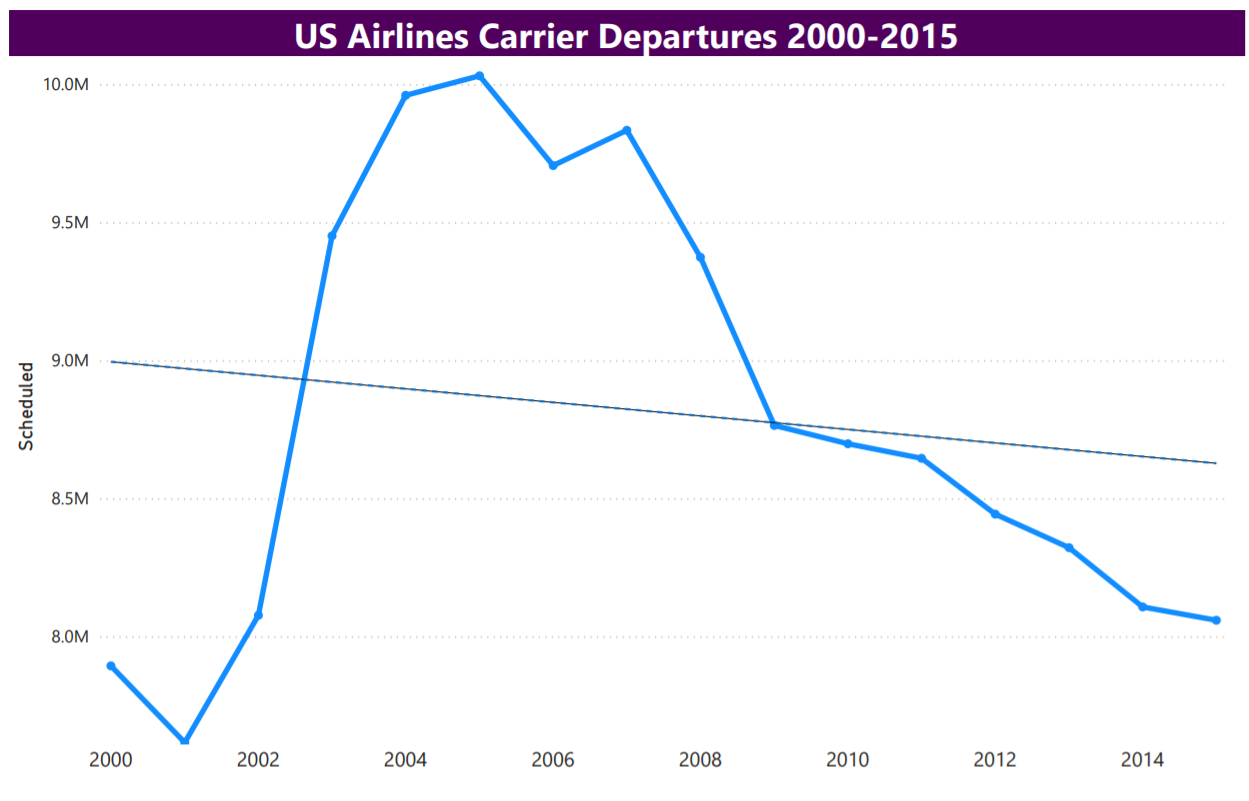 US Airlines Carrier Departures 2000-2015
10.0M
9.5M
9.0M
8.5M
8.0M
Scheduled
2000 2002 2004 2006 2008 2010 2012 2014